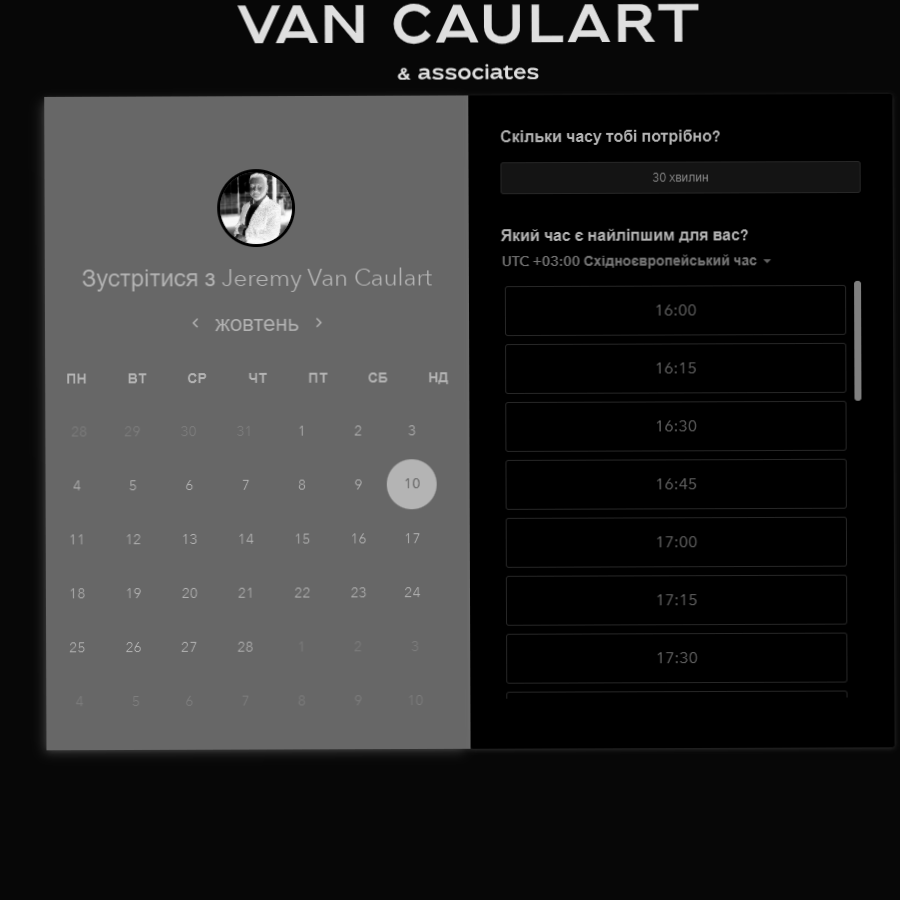 VAN CAULART
& associates
Зустрітися з Jeremy Van Caulart
жовтень
ПН ВТ СР ЧТ ПТ СБ НД
28 29 30 31 1 2 3
4 5 6 7 8 9 10
11 12 13 14 15 16 17
18 19 20 21 22 23 24
25 26 27 28 1 2 3
4 5 6 7 8 9 10
Скільки часу тобі потрібно?
30 хвилин
Який час є найліпшим для вас?
UTC +03:00 Східноєвропейський час
16:00
16:15
16:30
16:45
17:00
17:15
17:30